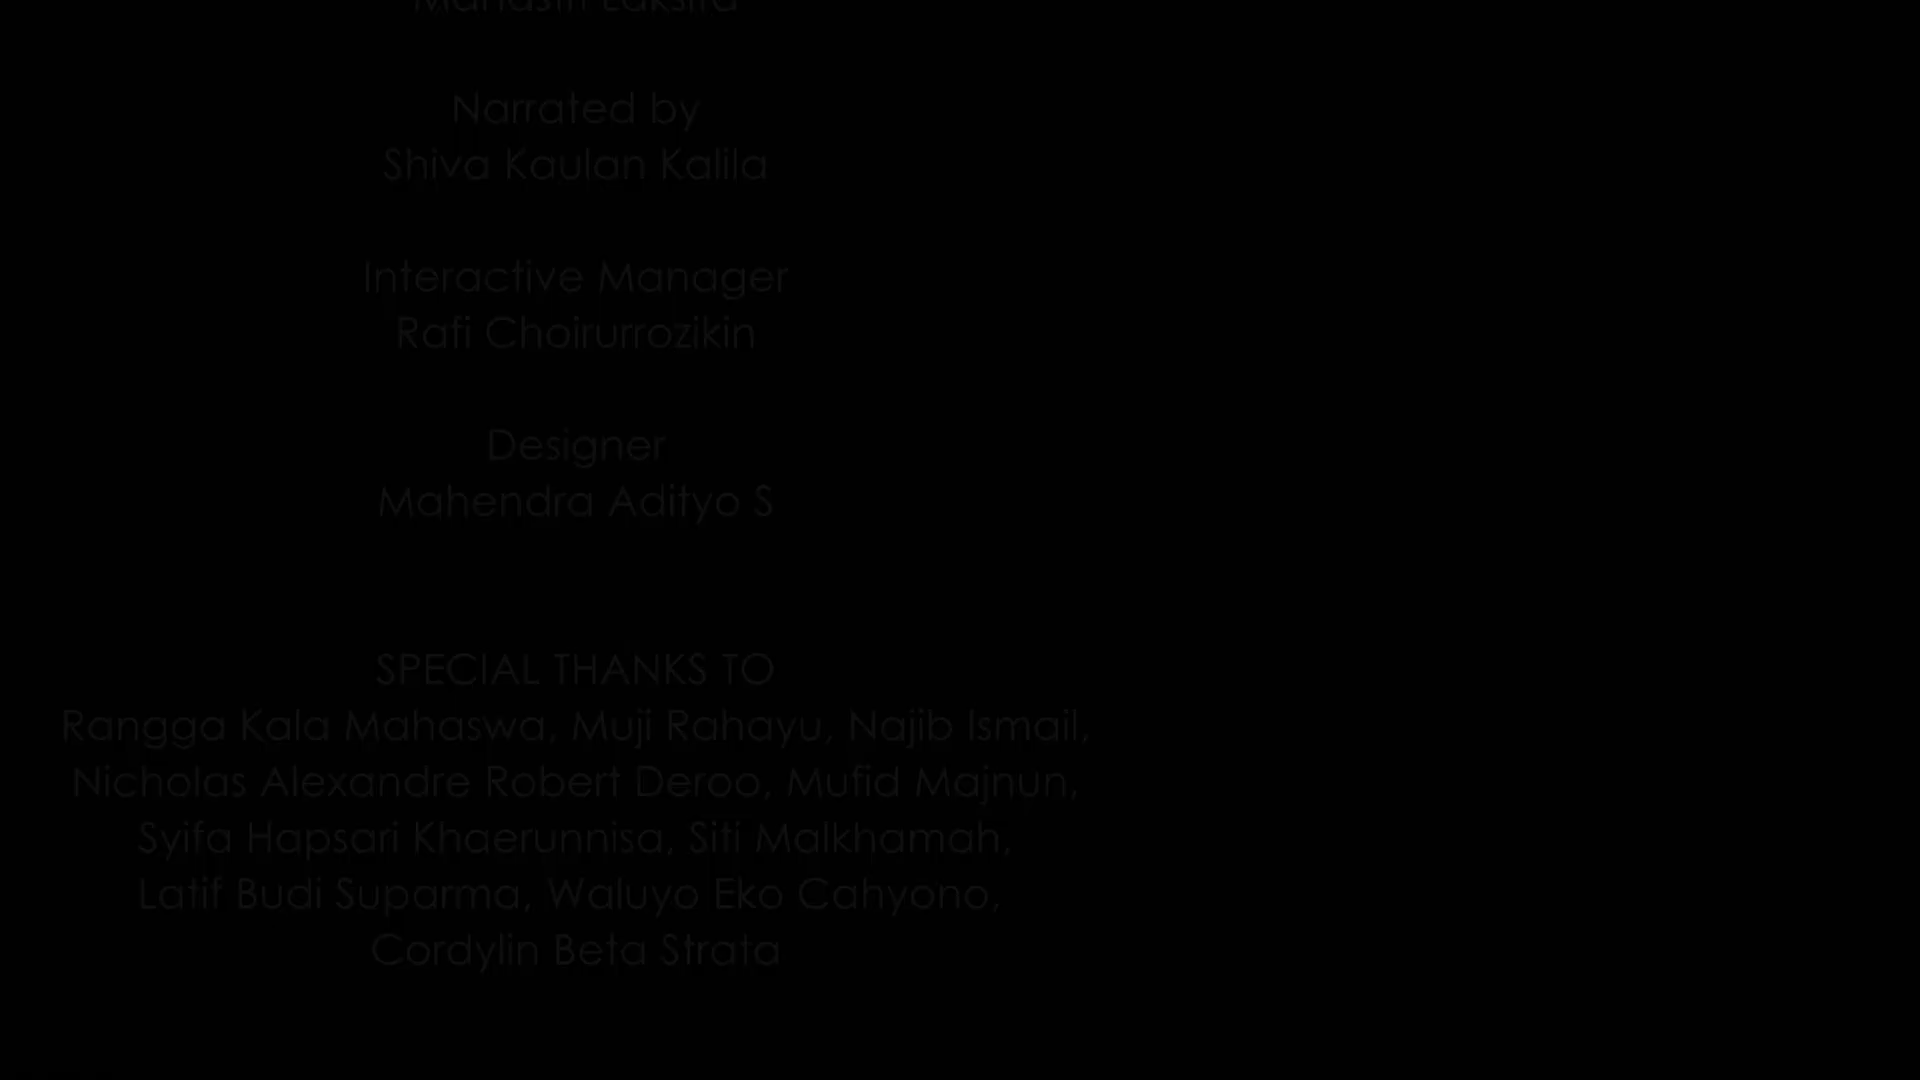 Narrated by
Shiva Kaulan Kalila
Interactive Manager
Rafi Choirurrozikin
Designer
Mahendra Adityo S
SPECIAL THANKS TO
Rangga Kala Mahaswa, Muji Rahayu, Najib Ismail,
Nicholas Alexandre Robert Deroo, Mufid Majnun,
Syifa Hapsari Khaerunnisa, Siti Malkhamah,
Latif Budi Suparma, Waluyo Eko Cahyono,
Cordylin Beta Strata